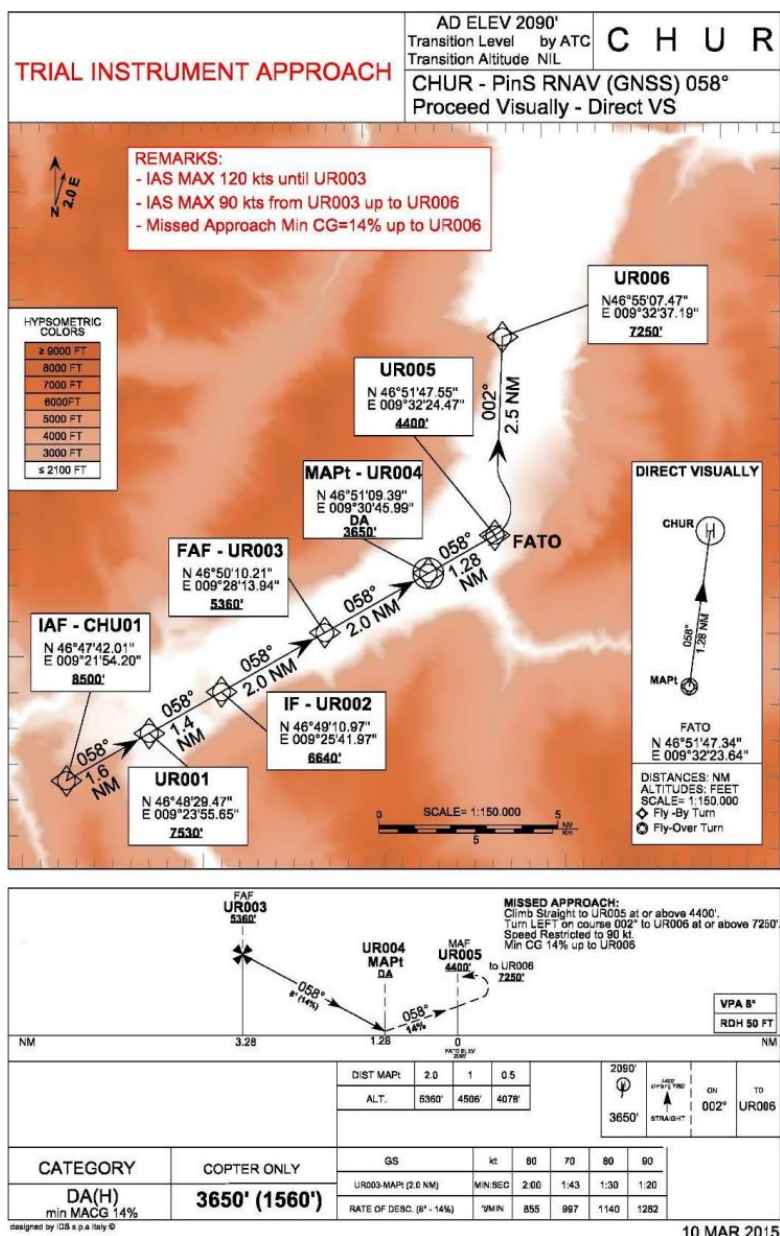 TRIAL INSTRUMENT APPROACH
AD ELEV 2090'
Transition Level by ATC
Transition Altitude NIL
C H U R
CHUR - PinS RNAV (GNSS) 058°
Proceed Visually - Direct VS
REMARKS:
- IAS MAX 120 kts until UR003
- IAS MAX 90 kts from UR003 up to UR006
- Missed Approach Min CG=14% up to UR006
2.0 E
N
HYPSOMETRIC
COLORS
≥ 9000 FT
8000 FT
7000 FT
6000FT
5000 FT
4000 FT
3000 FT
≤ 2100 FT
UR006
N46°55'07.47"
E 009°32'37.19"
7250'
UR005
N 46°51'47.55"
E 009°32'24.47"
4400'
002°
2.5 NM
MAPt - UR004
N 46°51'09.39"
E 009°30'45.99"
DA
3650'
FATO
058°
1.28
NM
FAF - UR003
N 46°50'10.21"
E 009°28'13.94"
5360'
058°
2.0 NM
IAF - CHU01
N 46°47'42.01"
E 009°21'54.20"
8500'
058°
2.0 NM
IF - UR002
N 46°49'10.97"
E 009°25'41.97"
6640'
058°
1.4
NM
058°
1.6
NM
UR001
N 46°48'29.47"
E 009°23'55.65"
7530'
DIRECT VISUALLY
CHUR
H
058°
1.28 NM
MAPt
FATO
N 46°51'47.34"
E 009°32'23.64"
DISTANCES: NM
ALTITUDES: FEET
SCALE= 1:150.000
Fly -By Turn
Fly-Over Turn
SCALE= 1:150.000
5 0 5
NM
Km
5
FAF
UR003
5360'
UR004
MAPt
DA
MAF
UR005
4400'
to UR006
7250'
MISSED APPROACH:
Climb Straight to UR005 at or above 4400'.
Turn LEFT on course 002° to UR006 at or above 7250'.
Speed Restricted to 90 kt.
Min CG 14% up to UR006
058°
8° (14%)
058°
14%
VPA 8°
RDH 50 FT
NM 3.28 1.28 0 NM
FATO ELEV
2090'
DIST MAPt 2.0 1 0.5
ALT. 5360' 4506' 4078'
2090'
3650'
4400'
STRAIGHT
ON
002°
TO
UR006
CATEGORY COPTER ONLY
DA(H)
min MACG 14%
3650' (1560')
GS kt 60 70 80 90
UR003-MAPt (2.0 NM) MIN:SEC 2:00 1:43 1:30 1:20
RATE OF DESC. (8° - 14%) '/MIN 855 997 1140 1282
designed by IDS s.p.a Italy ©
10 MAR 2015